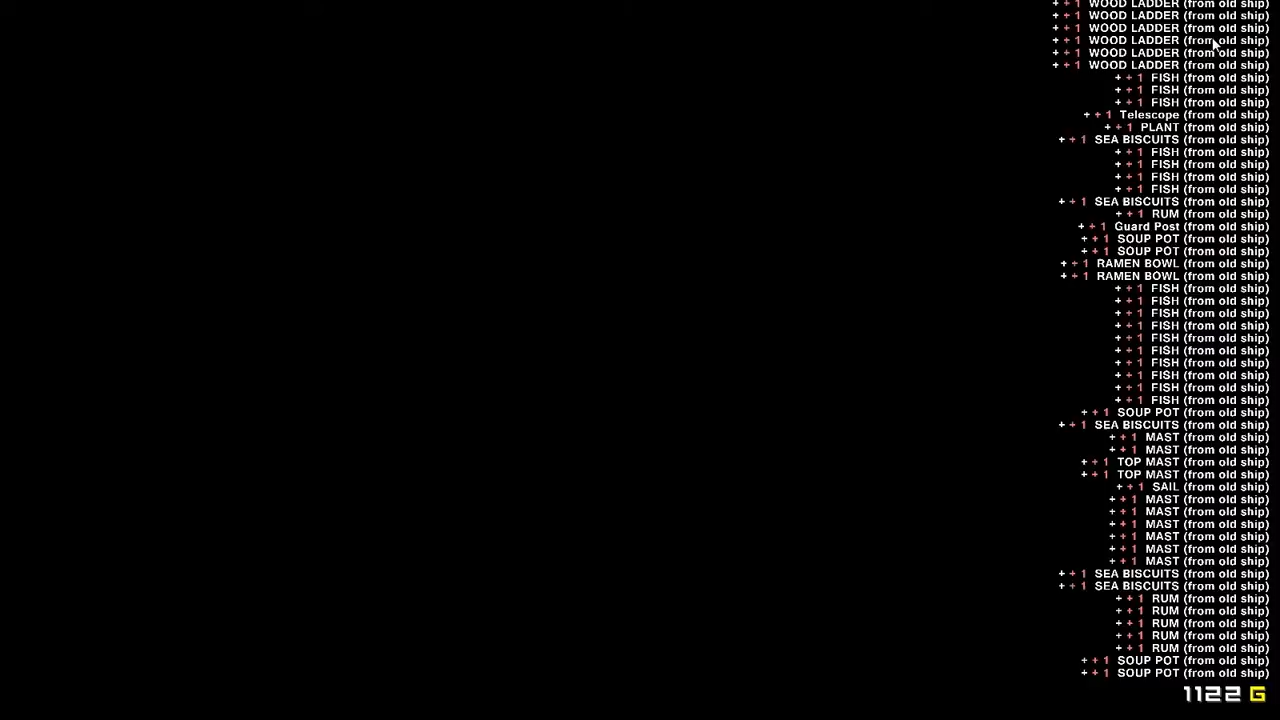 + + 1 WOOD LADDER (from old ship)
+ + 1 WOOD LADDER (from old ship)
+ + 1 WOOD LADDER (from old ship)
+ + 1 WOOD LADDER (from old ship)
+ + 1 WOOD LADDER (from old ship)
+ + 1 WOOD LADDER (from old ship)
+ + 1 FISH (from old ship)
+ + 1 FISH (from old ship)
+ + 1 FISH (from old ship)
+ + 1 Telescope (from old ship)
+ + 1 PLANT (from old ship)
+ + 1 SEA BISCUITS (from old ship)
+ + 1 FISH (from old ship)
+ + 1 FISH (from old ship)
+ + 1 FISH (from old ship)
+ + 1 FISH (from old ship)
+ + 1 SEA BISCUITS (from old ship)
+ + 1 RUM (from old ship)
+ + 1 Guard Post (from old ship)
+ + 1 SOUP POT (from old ship)
+ + 1 SOUP POT (from old ship)
+ + 1 RAMEN BOWL (from old ship)
+ + 1 RAMEN BOWL (from old ship)
+ + 1 FISH (from old ship)
+ + 1 FISH (from old ship)
+ + 1 FISH (from old ship)
+ + 1 FISH (from old ship)
+ + 1 FISH (from old ship)
+ + 1 FISH (from old ship)
+ + 1 FISH (from old ship)
+ + 1 FISH (from old ship)
+ + 1 FISH (from old ship)
+ + 1 FISH (from old ship)
+ + 1 SOUP POT (from old ship)
+ + 1 SEA BISCUITS (from old ship)
+ + 1 MAST (from old ship)
+ + 1 MAST (from old ship)
+ + 1 TOP MAST (from old ship)
+ + 1 TOP MAST (from old ship)
+ + 1 SAIL (from old ship)
+ + 1 MAST (from old ship)
+ + 1 MAST (from old ship)
+ + 1 MAST (from old ship)
+ + 1 MAST (from old ship)
+ + 1 MAST (from old ship)
+ + 1 MAST (from old ship)
+ + 1 SEA BISCUITS (from old ship)
+ + 1 SEA BISCUITS (from old ship)
+ + 1 RUM (from old ship)
+ + 1 RUM (from old ship)
+ + 1 RUM (from old ship)
+ + 1 RUM (from old ship)
+ + 1 RUM (from old ship)
+ + 1 SOUP POT (from old ship)
+ + 1 SOUP POT (from old ship)
1122 G